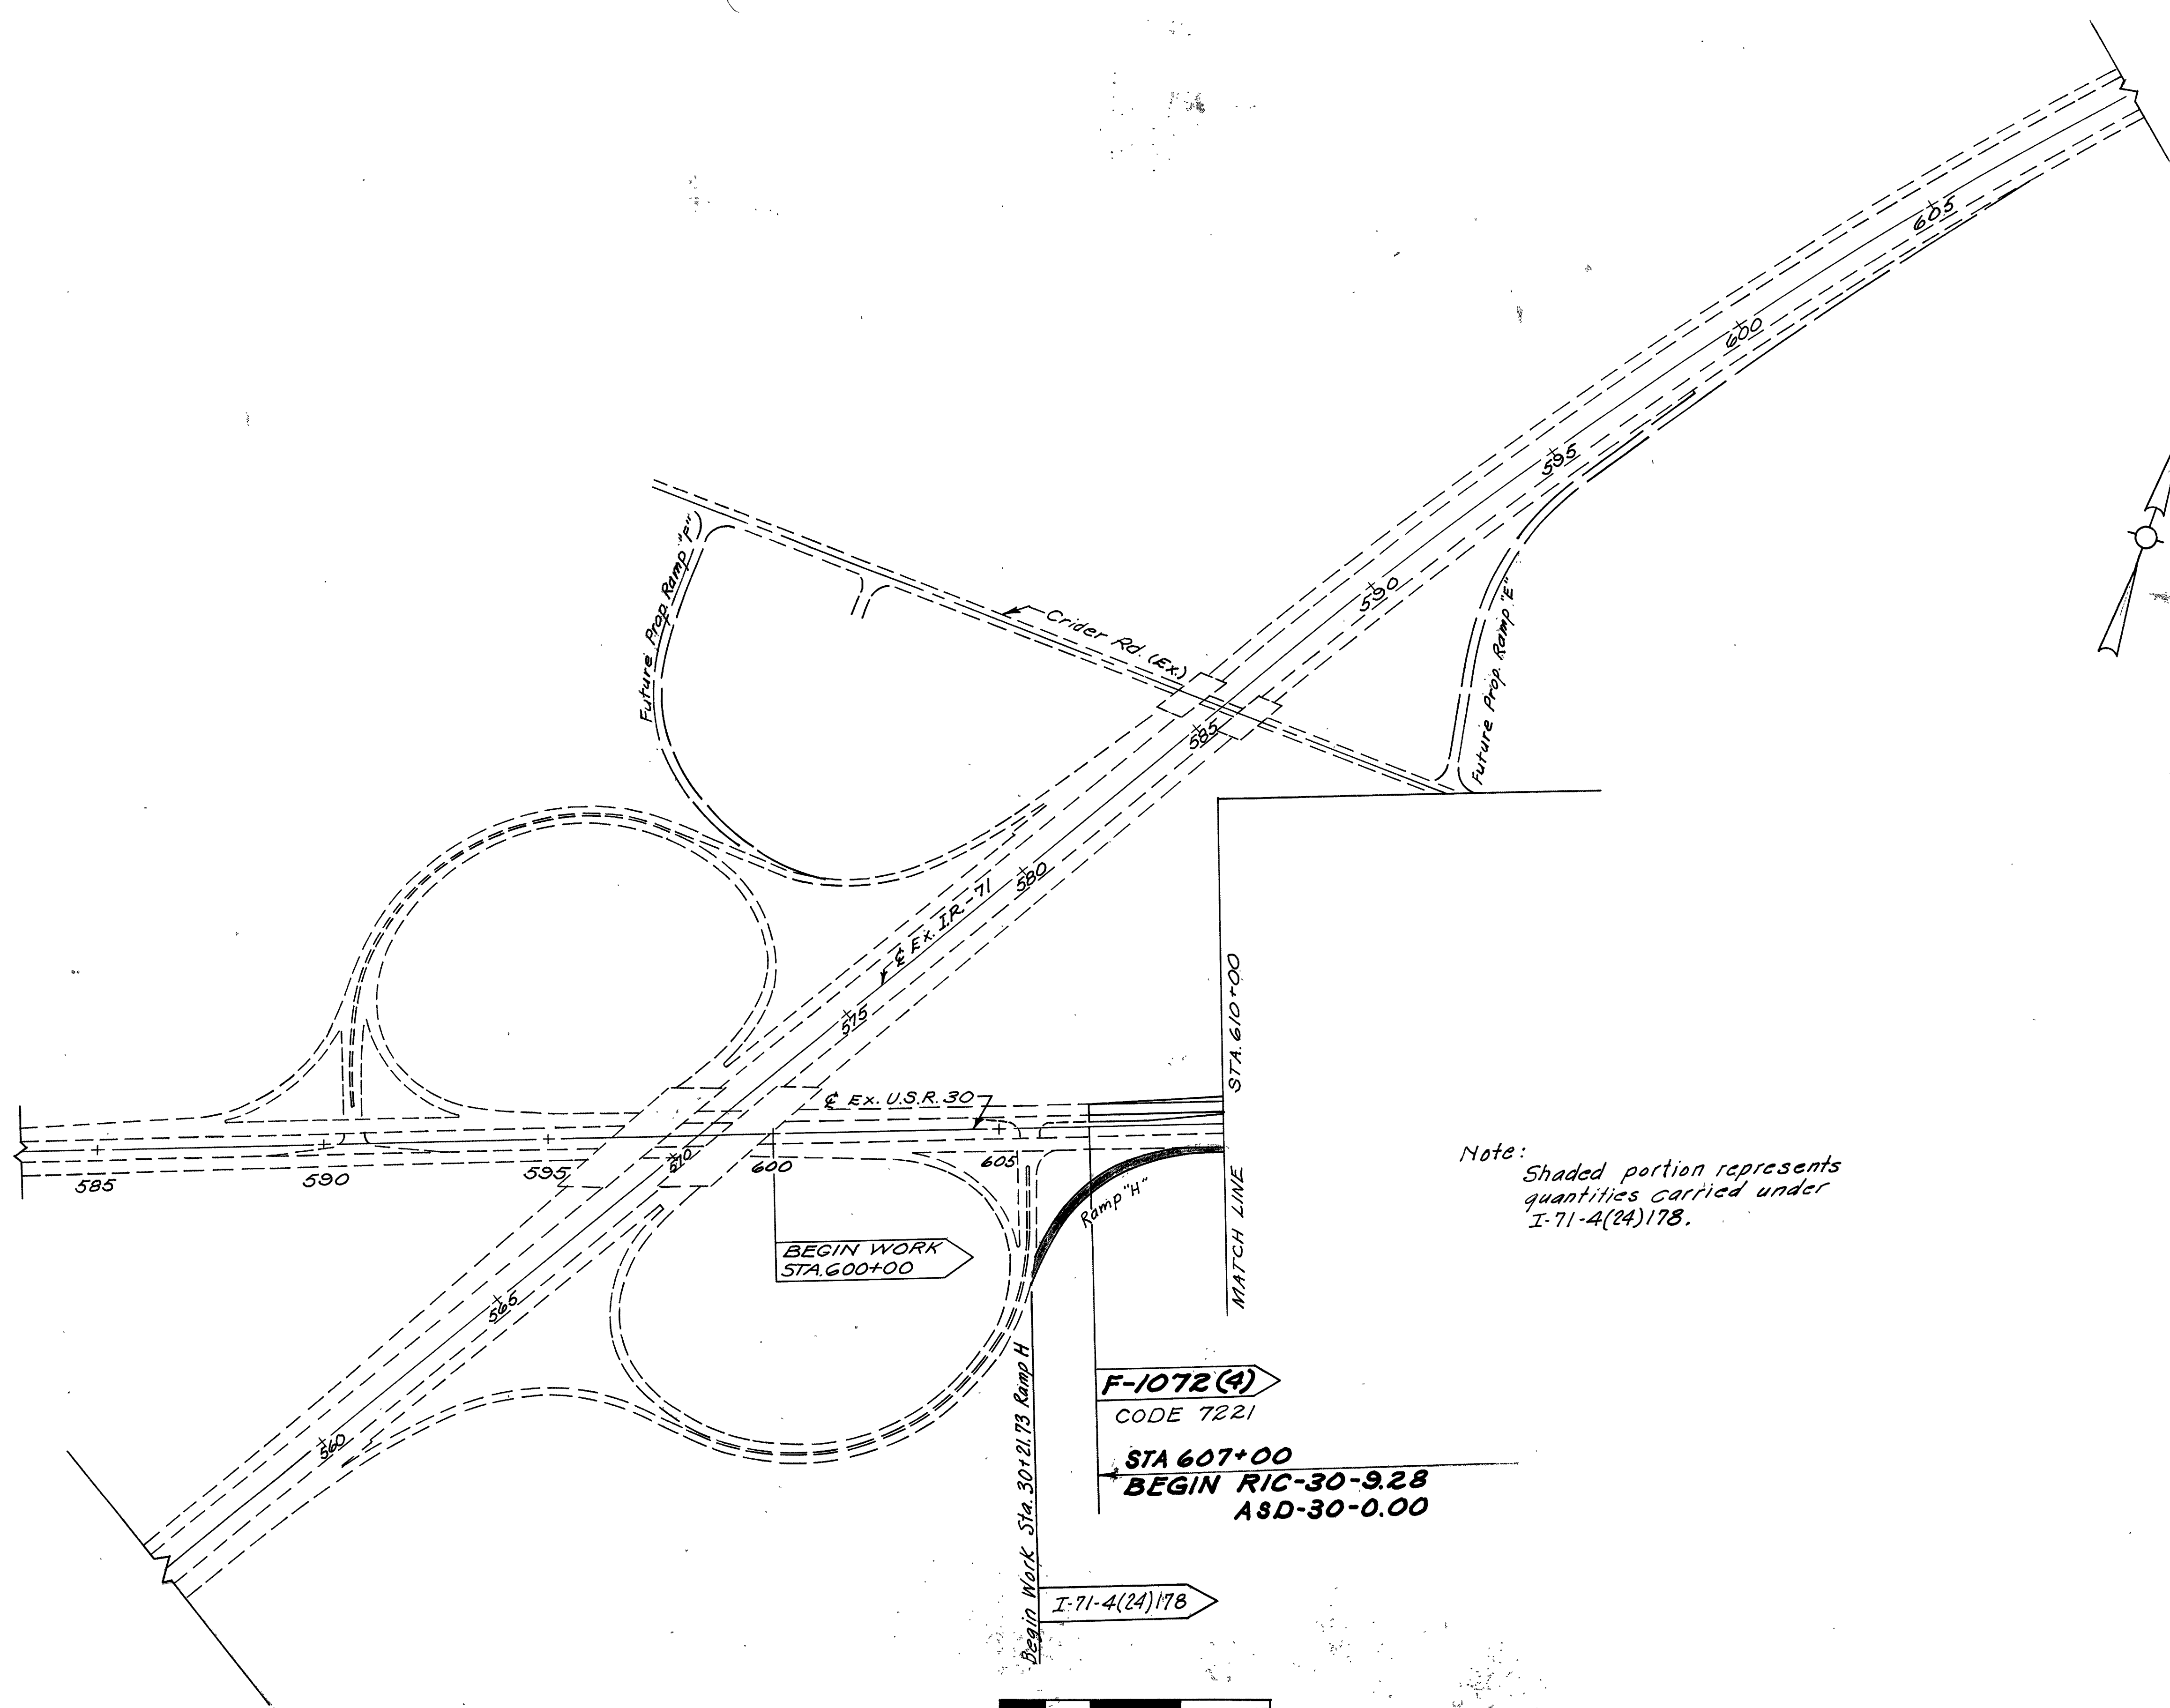 605
600
595
590
585
580
575
570
565
560
Future Prop. Ramp "F"
Crider Rd. (Ex.)
Future Prop. Ramp "E"
℄ Ex. I.R.-71
℄ Ex. U.S.R. 30
585
590
595
600
605
STA. 610+00
MATCH LINE
Ramp "H"
BEGIN WORK
STA. 600+00
Note:
Shaded portion represents
quantities carried under
I-71-4(24)178.
F-1072(4)
CODE 7221
STA 607+00
BEGIN RIC-30-9.28
ASD-30-0.00
Begin Work Sta. 30+21.73 Ramp H
I-71-4(24)178